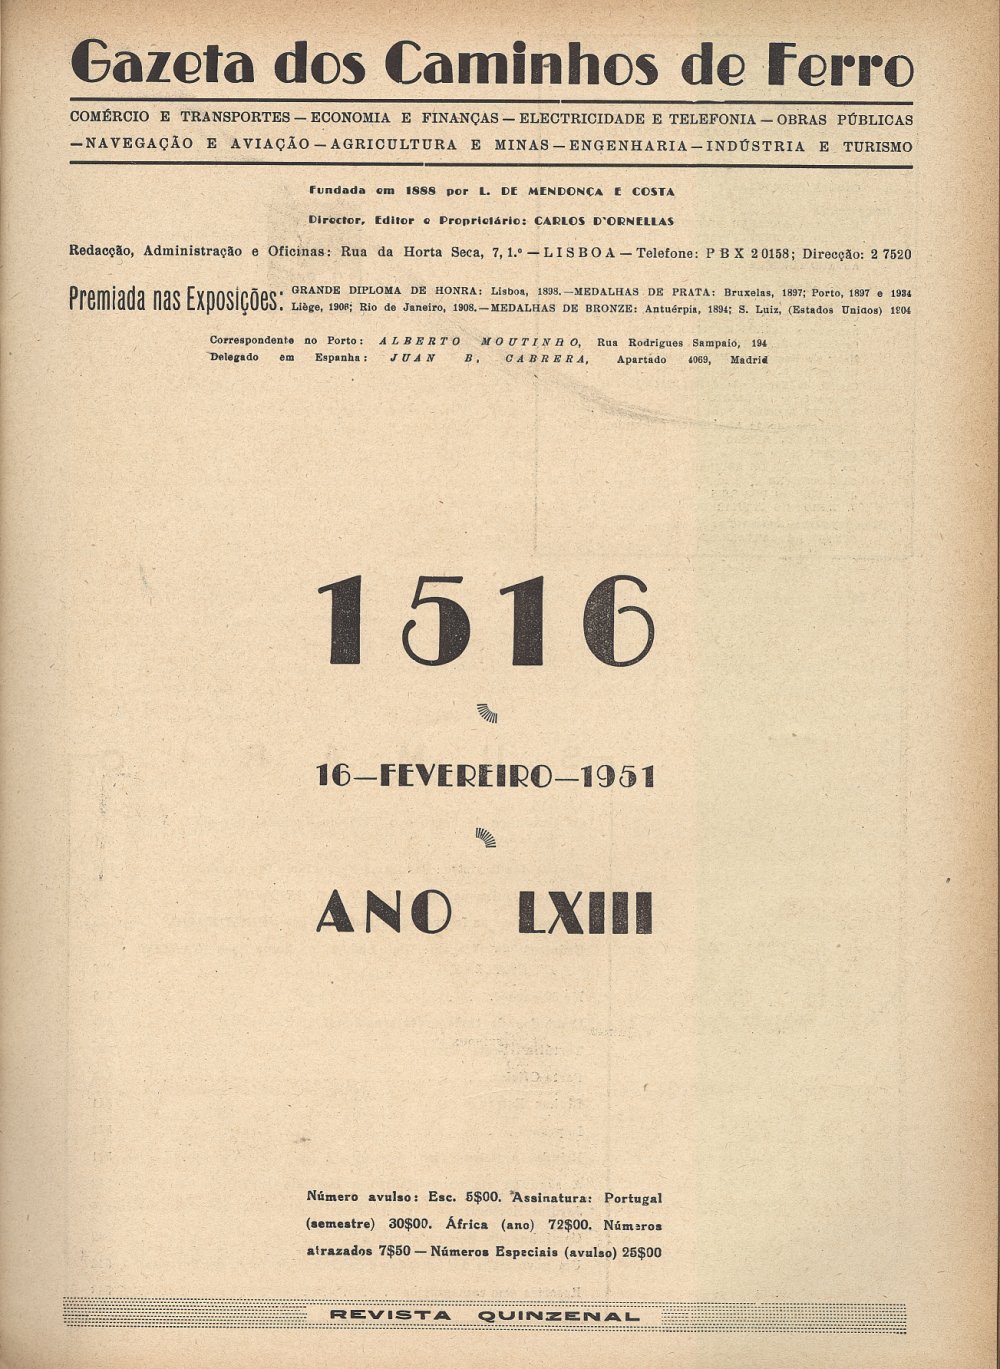 Gazeta dos Caminhos de Ferro
COMÉRCIO E TRANSPORTES — ECONOMIA E FINANÇAS — ELECTRICIDADE E TELEFONIA — OBRAS PÚBLICAS
—NAVEGAÇÃO E AVIAÇÃO—AGRICULTURA E MINAS—ENGENHARIA—INDÚSTRIA E TURISMO
Fundada em 1888 por L. DE MENDONÇA E COSTA
Director, Editor e Proprietário: CARLOS D'ORNELLAS
Redacção, Administração e Oficinas: Rua da Horta Seca, 7, 1.º — LISBOA — Telefone: PBX 20158; Direcção: 2 7520
Premiada nas Exposições:
GRANDE DIPLOMA DE HONRA: Lisboa, 1898.—MEDALHAS DE PRATA: Bruxelas, 1897; Porto, 1897 e 1934
Liège, 1906; Rio de Janeiro, 1908.—MEDALHAS DE BRONZE: Antuérpia, 1894; S. Luiz, (Estados Unidos) 1904
Correspondente no Porto: ALBERTO MOUTINHO, Rua Rodrigues Sampaio, 194
Delegado em Espanha: JUAN B. CABRERA, Apartado 4069, Madrid
1516
16—FEVEREIRO—1951
ANO LXIII
Número avulso: Esc. 5$00. Assinatura: Portugal
(semestre) 30$00. África (ano) 72$00. Números
atrazados 7$50 — Números Especiais (avulso) 25$00
REVISTA QUINZENAL